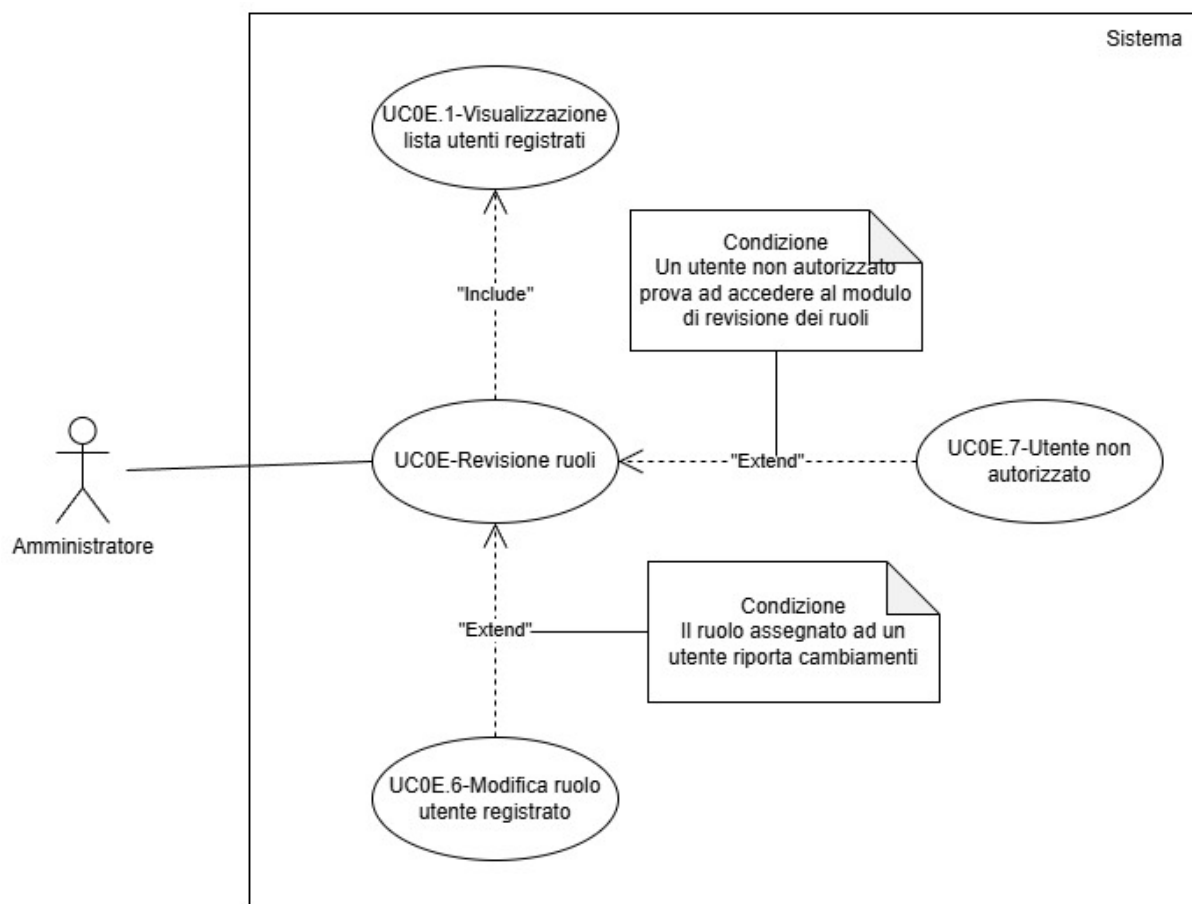 Sistema
UC0E.1-Visualizzazione
lista utenti registrati
Condizione
Un utente non autorizzato
prova ad accedere al modulo
di revisione dei ruoli
"Include"
UC0E-Revisione ruoli
"Extend"
UC0E.7-Utente non
autorizzato
Amministratore
Condizione
Il ruolo assegnato ad un
utente riporta cambiamenti
"Extend"
UC0E.6-Modifica ruolo
utente registrato